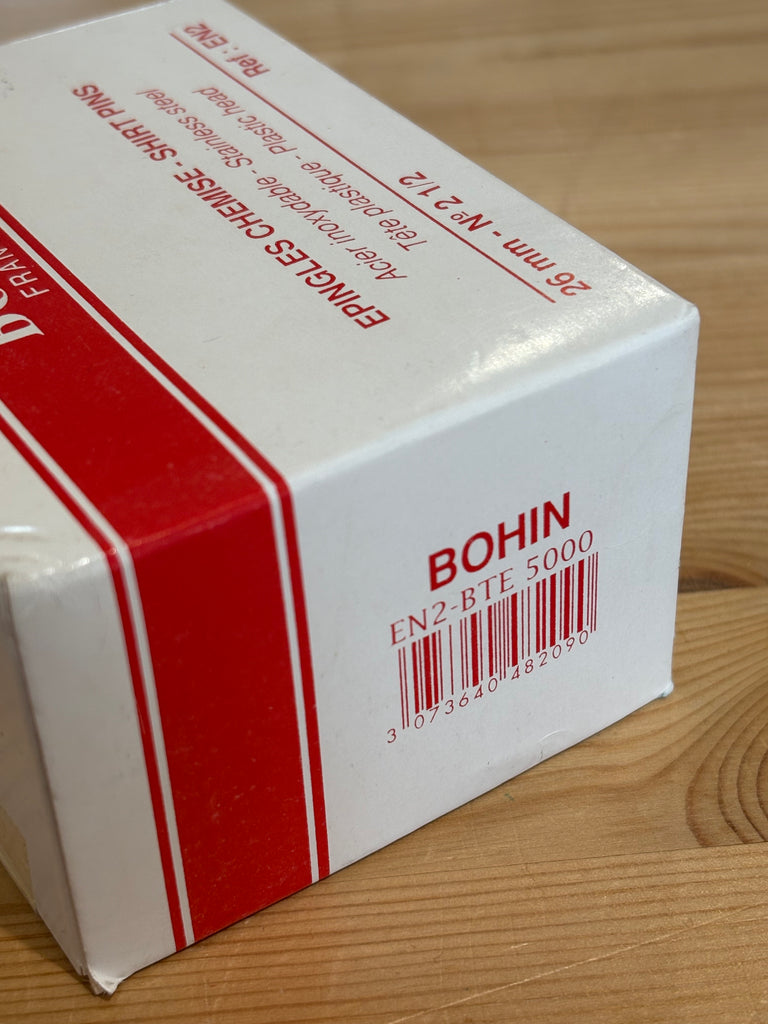 Ref : EN2
EPINGLES CHEMISE - SHIRT PINS
Acier inoxydable - Stainless steel
Tête plastique - Plastic head
26 mm - Nº 2 1/2
BOHIN
EN2-BTE 5000
3 073640 482090